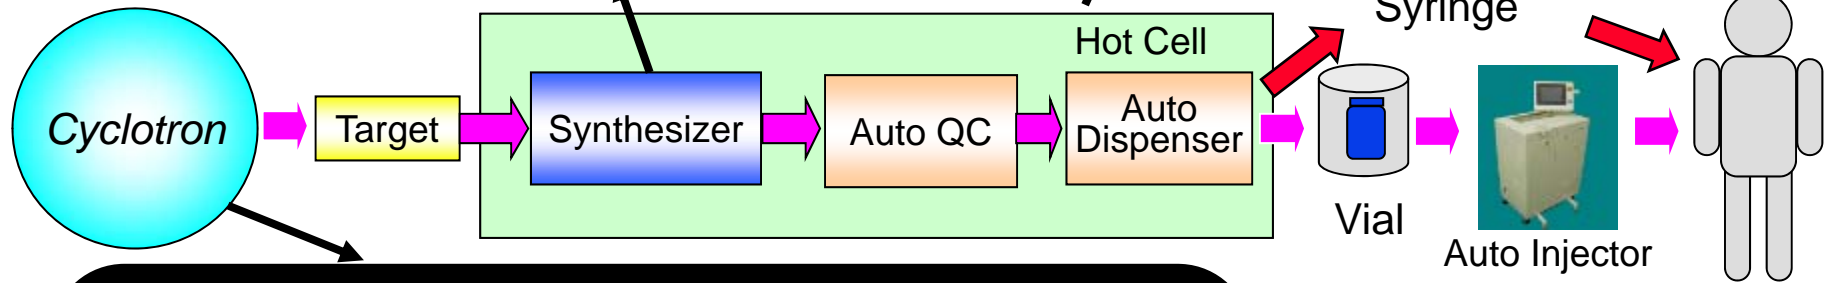 Syringe
Hot Cell
Cyclotron
Target
Synthesizer
Auto QC
Auto
Dispenser
Vial
Auto Injector